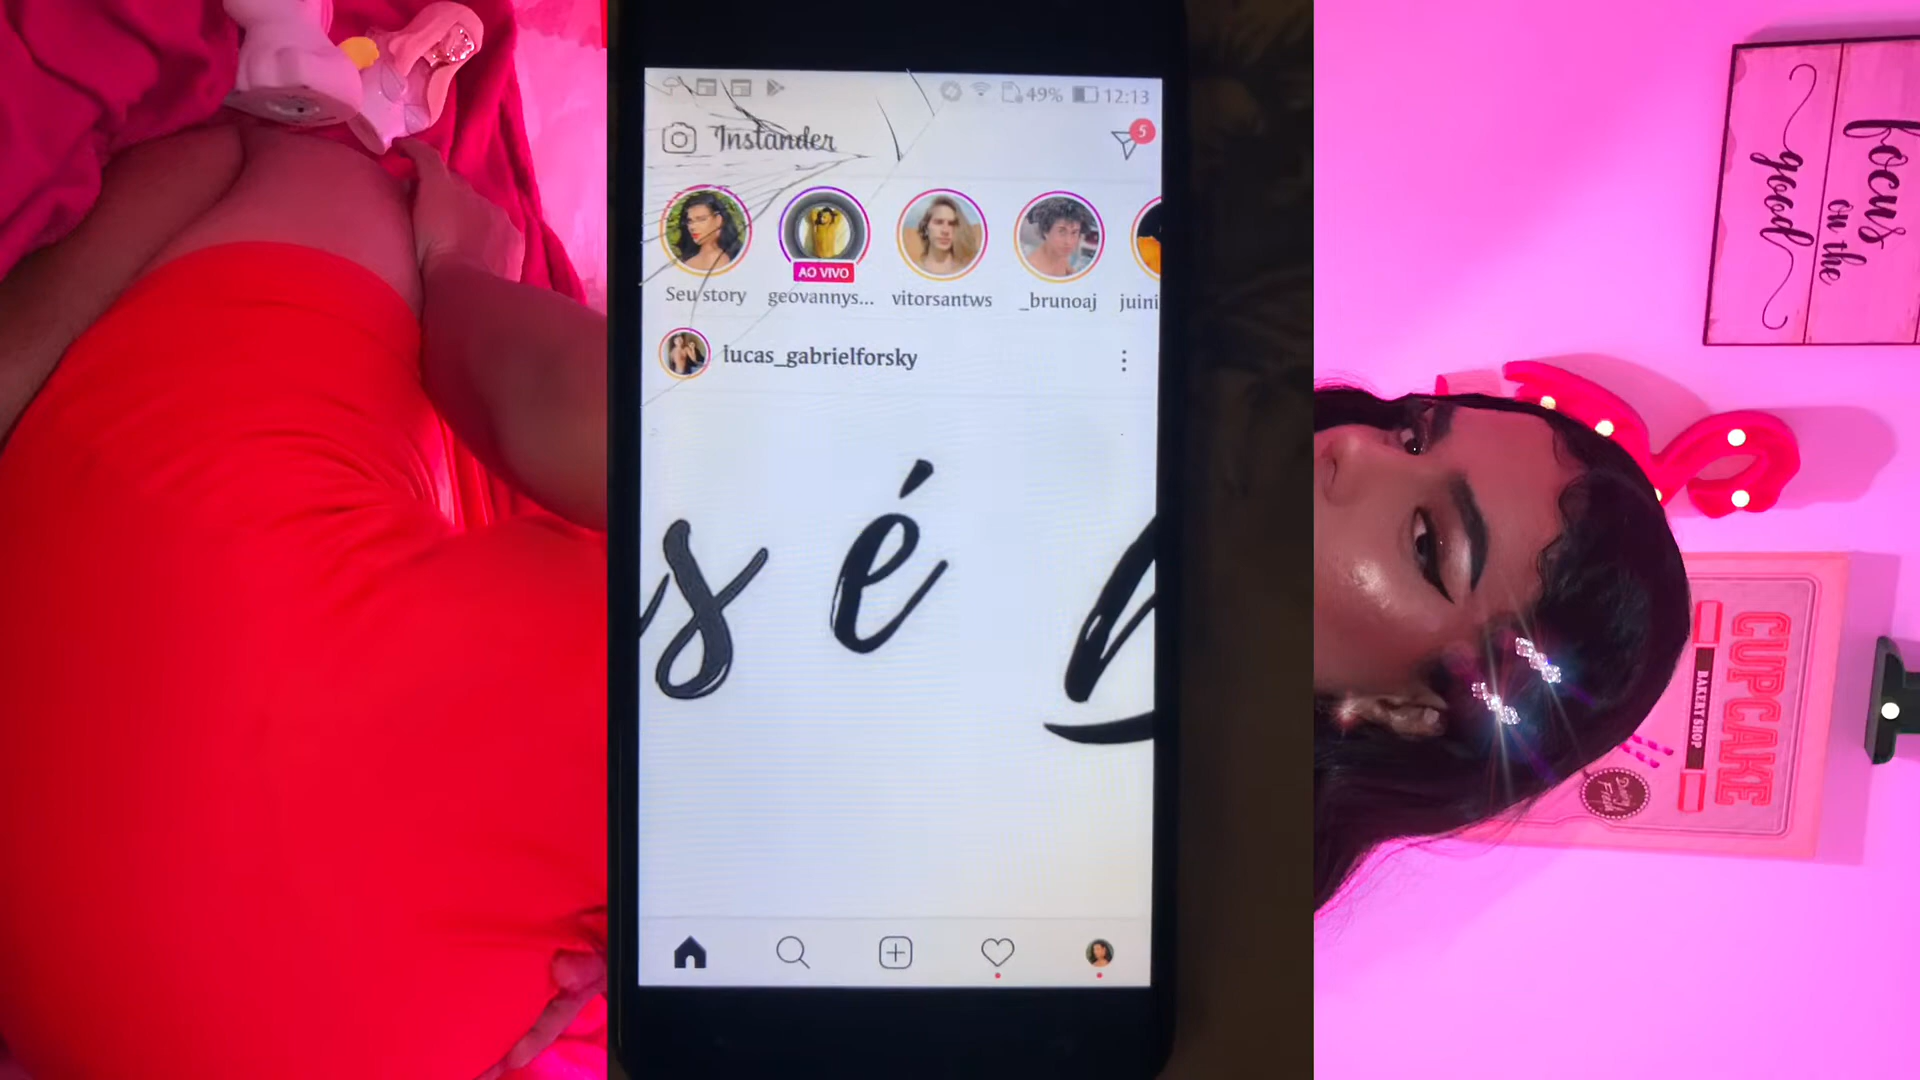 49% 12:13
Instander
5
AO VIVO
Seu story geovannys... vitorsantws _brunoaj juini
lucas_gabrielforsky
s é
focus
on the
good
CUPCAKE
BAKERY SHOP